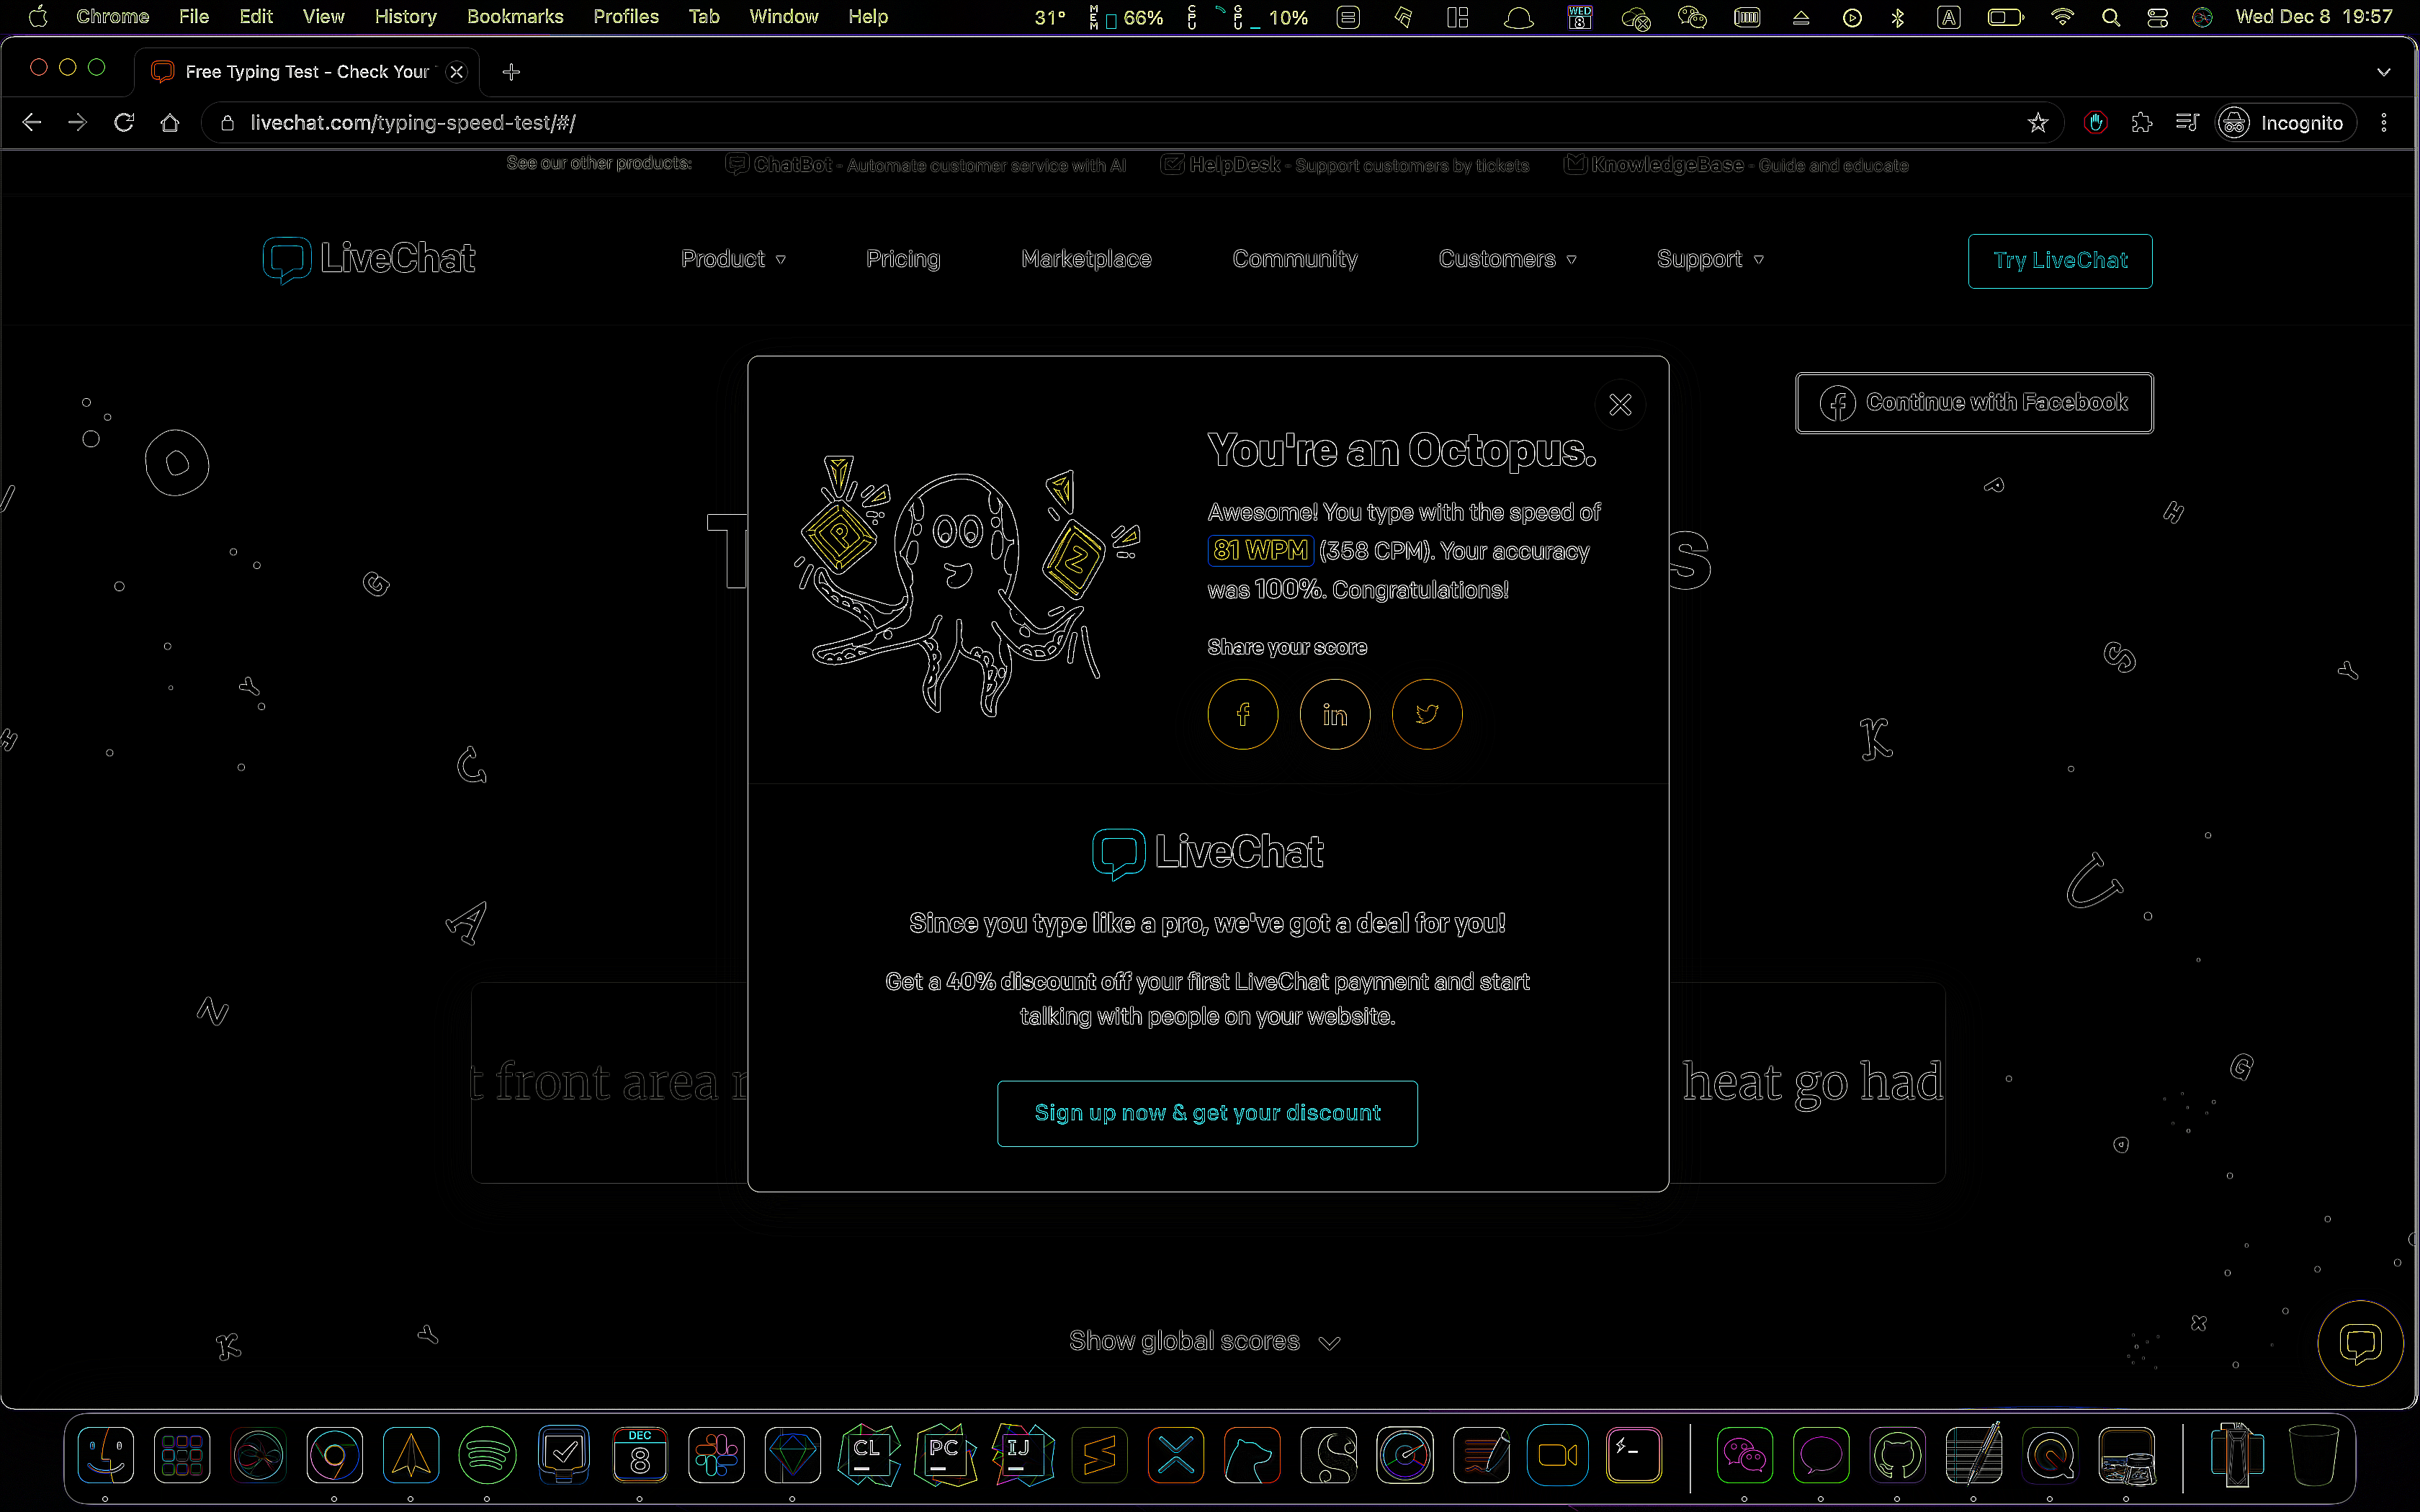 Chrome File Edit View History Bookmarks Profiles Tab Window Help 31° MEM 66% CPU GPU 10% WED 8 A Wed Dec 8 19:57
Free Typing Test - Check Your
livechat.com/typing-speed-test/#/ Incognito
See our other products: ChatBot - Automate customer service with AI HelpDesk - Support customers by tickets KnowledgeBase - Guide and educate
LiveChat Product Pricing Marketplace Community Customers Support Try LiveChat
Continue with Facebook
You're an Octopus.
Awesome! You type with the speed of
81 WPM (358 CPM). Your accuracy
was 100%. Congratulations!
Share your score
f in
P Z
T S
O G Y H C A N K Y
P H S Y K U G X
LiveChat
Since you type like a pro, we've got a deal for you!
Get a 40% discount off your first LiveChat payment and start
talking with people on your website.
t front area heat go had
Sign up now & get your discount
Show global scores
DEC 8 CL PC IJ